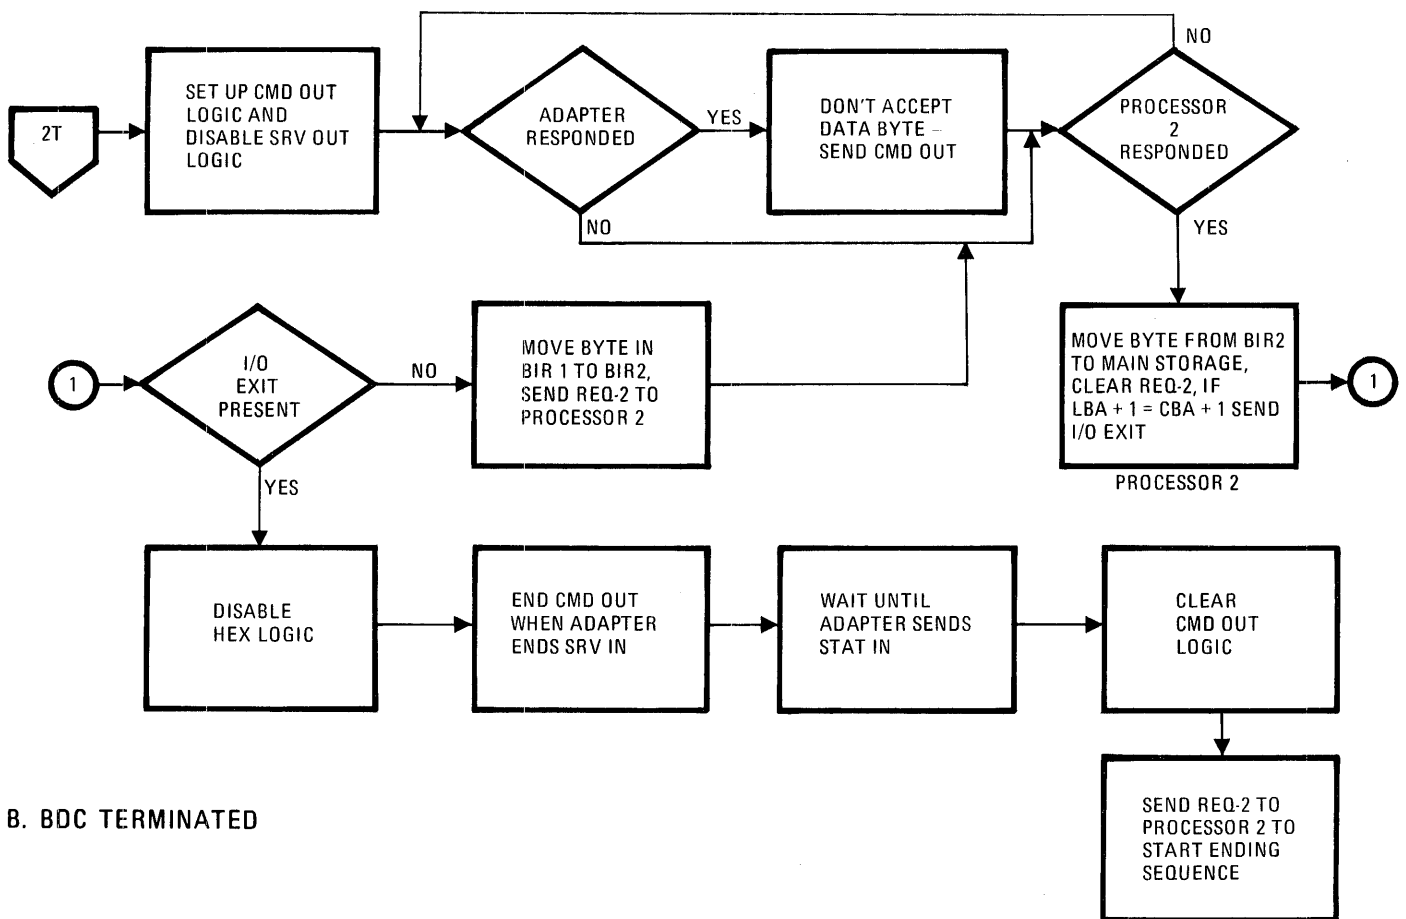 NO
2T
SET UP CMD OUT
LOGIC AND
DISABLE SRV OUT
LOGIC
ADAPTER
RESPONDED
YES
NO
DON'T ACCEPT
DATA BYTE –
SEND CMD OUT
PROCESSOR
2
RESPONDED
YES
1
I/O
EXIT
PRESENT
NO
YES
MOVE BYTE IN
BIR 1 TO BIR2,
SEND REQ-2 TO
PROCESSOR 2
MOVE BYTE FROM BIR2
TO MAIN STORAGE,
CLEAR REQ-2, IF
LBA + 1 = CBA + 1 SEND
I/O EXIT
PROCESSOR 2
1
DISABLE
HEX LOGIC
END CMD OUT
WHEN ADAPTER
ENDS SRV IN
WAIT UNTIL
ADAPTER SENDS
STAT IN
CLEAR
CMD OUT
LOGIC
SEND REQ-2 TO
PROCESSOR 2 TO
START ENDING
SEQUENCE
B. BDC TERMINATED